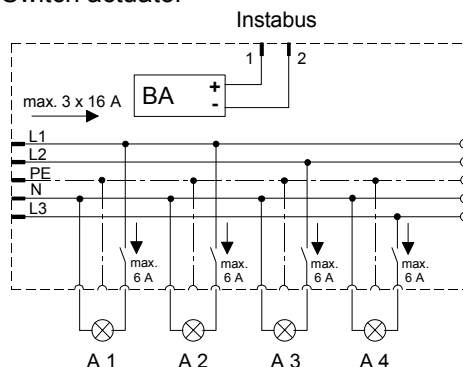 Switch actuator
Instabus
1 2
BA + -
max. 3 x 16 A
L1
L2
PE
N
L3
max. 6 A
max. 6 A
max. 6 A
max. 6 A
A 1 A 2 A 3 A 4